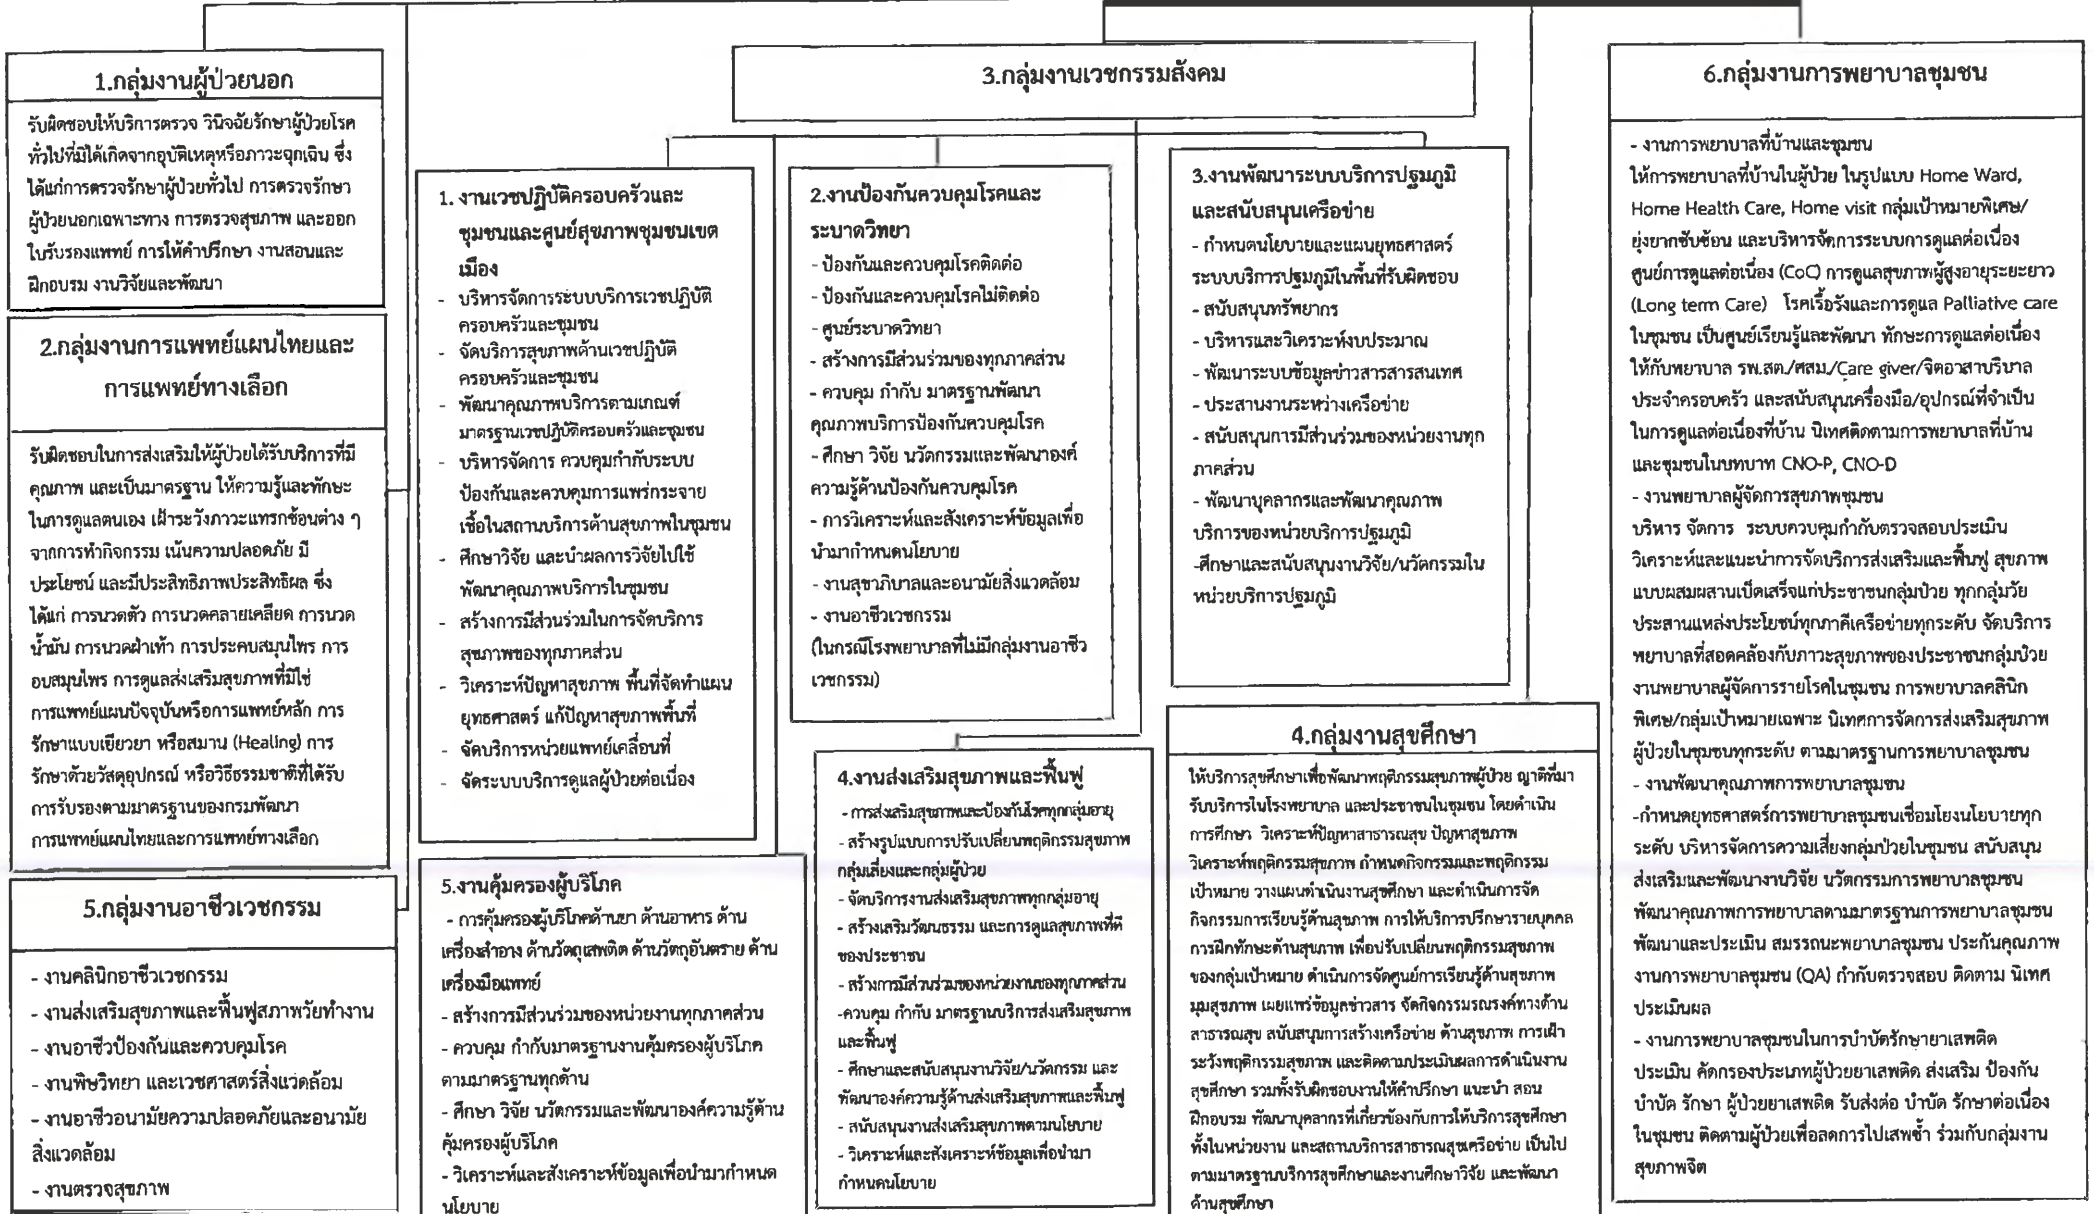 1.กลุ่มงานผู้ป่วยนอก
รับผิดชอบให้บริการตรวจ วินิจฉัยรักษาผู้ป่วยโรค
ทั่วไปที่มิได้เกิดจากอุบัติเหตุหรือภาวะฉุกเฉิน ซึ่ง
ได้แก่การตรวจรักษาผู้ป่วยทั่วไป การตรวจรักษา
ผู้ป่วยนอกเฉพาะทาง การตรวจสุขภาพ และออก
ใบรับรองแพทย์ การให้คำปรึกษา งานสอนและ
ฝึกอบรม งานวิจัยและพัฒนา
2.กลุ่มงานการแพทย์แผนไทยและ
การแพทย์ทางเลือก
รับผิดชอบในการส่งเสริมให้ผู้ป่วยได้รับบริการที่มี
คุณภาพ และเป็นมาตรฐาน ให้ความรู้และทักษะ
ในการดูแลตนเอง เฝ้าระวังภาวะแทรกซ้อนต่าง ๆ
จากการทำกิจกรรม เน้นความปลอดภัย มี
ประโยชน์ และมีประสิทธิภาพประสิทธิผล ซึ่ง
ได้แก่ การนวดตัว การนวดคลายเคลียด การนวด
น้ำมัน การนวดฝ่าเท้า การประคบสมุนไพร การ
อบสมุนไพร การดูแลส่งเสริมสุขภาพที่มิใช่
การแพทย์แผนปัจจุบันหรือการแพทย์หลัก การ
รักษาแบบเยียวยา หรือสมาน (Healing) การ
รักษาด้วยวัสดุอุปกรณ์ หรือวิธีธรรมชาติที่ได้รับ
การรับรองตามมาตรฐานของกรมพัฒนา
การแพทย์แผนไทยและการแพทย์ทางเลือก
5.กลุ่มงานอาชีวเวชกรรม
- งานคลินิกอาชีวเวชกรรม
- งานส่งเสริมสุขภาพและฟื้นฟูสภาพวัยทำงาน
- งานอาชีวป้องกันและควบคุมโรค
- งานพิษวิทยา และเวชศาสตร์สิ่งแวดล้อม
- งานอาชีวอนามัยความปลอดภัยและอนามัย
สิ่งแวดล้อม
- งานตรวจสุขภาพ
3.กลุ่มงานเวชกรรมสังคม
1. งานเวชปฏิบัติครอบครัวและ
ชุมชนและศูนย์สุขภาพชุมชนเขต
เมือง
- บริหารจัดการระบบบริการเวชปฏิบัติ
ครอบครัวและชุมชน
- จัดบริการสุขภาพด้านเวชปฏิบัติ
ครอบครัวและชุมชน
- พัฒนาคุณภาพบริการตามเกณฑ์
มาตรฐานเวชปฏิบัติครอบครัวและชุมชน
- บริหารจัดการ ควบคุมกำกับระบบ
ป้องกันและควบคุมการแพร่กระจาย
เชื้อในสถานบริการด้านสุขภาพในชุมชน
- ศึกษาวิจัย และนำผลการวิจัยไปใช้
พัฒนาคุณภาพบริการในชุมชน
- สร้างการมีส่วนร่วมในการจัดบริการ
สุขภาพของทุกภาคส่วน
- วิเคราะห์ปัญหาสุขภาพ พื้นที่จัดทำแผน
ยุทธศาสตร์ แก้ปัญหาสุขภาพพื้นที่
- จัดบริการหน่วยแพทย์เคลื่อนที่
- จัดระบบบริการดูแลผู้ป่วยต่อเนื่อง
2.งานป้องกันควบคุมโรคและ
ระบาดวิทยา
- ป้องกันและควบคุมโรคติดต่อ
- ป้องกันและควบคุมโรคไม่ติดต่อ
- ศูนย์ระบาดวิทยา
- สร้างการมีส่วนร่วมของทุกภาคส่วน
- ควบคุม กำกับ มาตรฐานพัฒนา
คุณภาพบริการป้องกันควบคุมโรค
- ศึกษา วิจัย นวัตกรรมและพัฒนาองค์
ความรู้ด้านป้องกันควบคุมโรค
- การวิเคราะห์และสังเคราะห์ข้อมูลเพื่อ
นำมากำหนดนโยบาย
- งานสุขาภิบาลและอนามัยสิ่งแวดล้อม
- งานอาชีวเวชกรรม
(ในกรณีโรงพยาบาลที่ไม่มีกลุ่มงานอาชีว
เวชกรรม)
3.งานพัฒนาระบบบริการปฐมภูมิ
และสนับสนุนเครือข่าย
- กำหนดนโยบายและแผนยุทธศาสตร์
ระบบบริการปฐมภูมิในพื้นที่รับผิดชอบ
- สนับสนุนทรัพยากร
- บริหารและวิเคราะห์งบประมาณ
- พัฒนาระบบข้อมูลข่าวสารสารสนเทศ
- ประสานงานระหว่างเครือข่าย
- สนับสนุนการมีส่วนร่วมของหน่วยงานทุก
ภาคส่วน
- พัฒนาบุคลากรและพัฒนาคุณภาพ
บริการของหน่วยบริการปฐมภูมิ
-ศึกษาและสนับสนุนงานวิจัย/นวัตกรรมใน
หน่วยบริการปฐมภูมิ
4.งานส่งเสริมสุขภาพและฟื้นฟู
- การส่งเสริมสุขภาพและป้องกันโรคทุกกลุ่มอายุ
- สร้างรูปแบบการปรับเปลี่ยนพฤติกรรมสุขภาพ
กลุ่มเสี่ยงและกลุ่มผู้ป่วย
- จัดบริการงานส่งเสริมสุขภาพทุกกลุ่มอายุ
- สร้างเสริมวัฒนธรรม และการดูแลสุขภาพที่ดี
ของประชาชน
- สร้างการมีส่วนร่วมของหน่วยงานของทุกภาคส่วน
-ควบคุม กำกับ มาตรฐานบริการส่งเสริมสุขภาพ
และฟื้นฟู
- ศึกษาและสนับสนุนงานวิจัย/นวัตกรรม และ
พัฒนาองค์ความรู้ด้านส่งเสริมสุขภาพและฟื้นฟู
- สนับสนุนงานส่งเสริมสุขภาพตามนโยบาย
- วิเคราะห์และสังเคราะห์ข้อมูลเพื่อนำมา
กำหนดนโยบาย
5.งานคุ้มครองผู้บริโภค
- การคุ้มครองผู้บริโภคด้านยา ด้านอาหาร ด้าน
เครื่องสำอาง ด้านวัตถุเสพติด ด้านวัตถุอันตราย ด้าน
เครื่องมือแพทย์
- สร้างการมีส่วนร่วมของหน่วยงานทุกภาคส่วน
- ควบคุม กำกับมาตรฐานงานคุ้มครองผู้บริโภค
ตามมาตรฐานทุกด้าน
- ศึกษา วิจัย นวัตกรรมและพัฒนาองค์ความรู้ด้าน
คุ้มครองผู้บริโภค
- วิเคราะห์และสังเคราะห์ข้อมูลเพื่อนำมากำหนด
นโยบาย
4.กลุ่มงานสุขศึกษา
ให้บริการสุขศึกษาเพื่อพัฒนาพฤติกรรมสุขภาพผู้ป่วย ญาติที่มา
รับบริการในโรงพยาบาล และประชาชนในชุมชน โดยดำเนิน
การศึกษา วิเคราะห์ปัญหาสาธารณสุข ปัญหาสุขภาพ
วิเคราะห์พฤติกรรมสุขภาพ กำหนดกิจกรรมและพฤติกรรม
เป้าหมาย วางแผนดำเนินงานสุขศึกษา และดำเนินการจัด
กิจกรรมการเรียนรู้ด้านสุขภาพ การให้บริการปรึกษารายบุคคล
การฝึกทักษะด้านสุขภาพ เพื่อปรับเปลี่ยนพฤติกรรมสุขภาพ
ของกลุ่มเป้าหมาย ดำเนินการจัดศูนย์การเรียนรู้ด้านสุขภาพ
มุมสุขภาพ เผยแพร่ข้อมูลข่าวสาร จัดกิจกรรมรณรงค์ทางด้าน
สาธารณสุข สนับสนุนการสร้างเครือข่าย ด้านสุขภาพ การเฝ้า
ระวังพฤติกรรมสุขภาพ และติดตามประเมินผลการดำเนินงาน
สุขศึกษา รวมทั้งรับผิดชอบงานให้คำปรึกษา แนะนำ สอน
ฝึกอบรม พัฒนาบุคลากรที่เกี่ยวข้องกับการให้บริการสุขศึกษา
ทั้งในหน่วยงาน และสถานบริการสาธารณสุขเครือข่าย เป็นไป
ตามมาตรฐานบริการสุขศึกษาและงานศึกษาวิจัย และพัฒนา
ด้านสุขศึกษา
6.กลุ่มงานการพยาบาลชุมชน
- งานการพยาบาลที่บ้านและชุมชน
ให้การพยาบาลที่บ้านในผู้ป่วย ในรูปแบบ Home Ward,
Home Health Care, Home visit กลุ่มเป้าหมายพิเศษ/
ยุ่งยากซับซ้อน และบริหารจัดการระบบการดูแลต่อเนื่อง
ศูนย์การดูแลต่อเนื่อง (CoC) การดูแลสุขภาพผู้สูงอายุระยะยาว
(Long term Care) โรคเรื้อรังและการดูแล Palliative care
ในชุมชน เป็นศูนย์เรียนรู้และพัฒนา ทักษะการดูแลต่อเนื่อง
ให้กับพยาบาล รพ.สต./ศสม./Care giver/จิตอาสาบริบาล
ประจำครอบครัว และสนับสนุนเครื่องมือ/อุปกรณ์ที่จำเป็น
ในการดูแลต่อเนื่องที่บ้าน นิเทศติดตามการพยาบาลที่บ้าน
และชุมชนในบทบาท CNO-P, CNO-D
- งานพยาบาลผู้จัดการสุขภาพชุมชน
บริหาร จัดการ ระบบควบคุมกำกับตรวจสอบประเมิน
วิเคราะห์และแนะนำการจัดบริการส่งเสริมและฟื้นฟู สุขภาพ
แบบผสมผสานเบ็ดเสร็จแก่ประชาชนกลุ่มป่วย ทุกกลุ่มวัย
ประสานแหล่งประโยชน์ทุกภาคีเครือข่ายทุกระดับ จัดบริการ
พยาบาลที่สอดคล้องกับภาวะสุขภาพของประชาชนกลุ่มป่วย
งานพยาบาลผู้จัดการรายโรคในชุมชน การพยาบาลคลินิก
พิเศษ/กลุ่มเป้าหมายเฉพาะ นิเทศการจัดการส่งเสริมสุขภาพ
ผู้ป่วยในชุมชนทุกระดับ ตามมาตรฐานการพยาบาลชุมชน
- งานพัฒนาคุณภาพการพยาบาลชุมชน
-กำหนดยุทธศาสตร์การพยาบาลชุมชนเชื่อมโยงนโยบายทุก
ระดับ บริหารจัดการความเสี่ยงกลุ่มป่วยในชุมชน สนับสนุน
ส่งเสริมและพัฒนางานวิจัย นวัตกรรมการพยาบาลชุมชน
พัฒนาคุณภาพการพยาบาลตามมาตรฐานการพยาบาลชุมชน
พัฒนาและประเมิน สมรรถนะพยาบาลชุมชน ประกันคุณภาพ
งานการพยาบาลชุมชน (QA) กำกับตรวจสอบ ติดตาม นิเทศ
ประเมินผล
- งานการพยาบาลชุมชนในการบำบัดรักษายาเสพติด
ประเมิน คัดกรองประเภทผู้ป่วยยาเสพติด ส่งเสริม ป้องกัน
บำบัด รักษา ผู้ป่วยยาเสพติด รับส่งต่อ บำบัด รักษาต่อเนื่อง
ในชุมชน ติดตามผู้ป่วยเพื่อลดการไปเสพซ้ำ ร่วมกับกลุ่มงาน
สุขภาพจิต